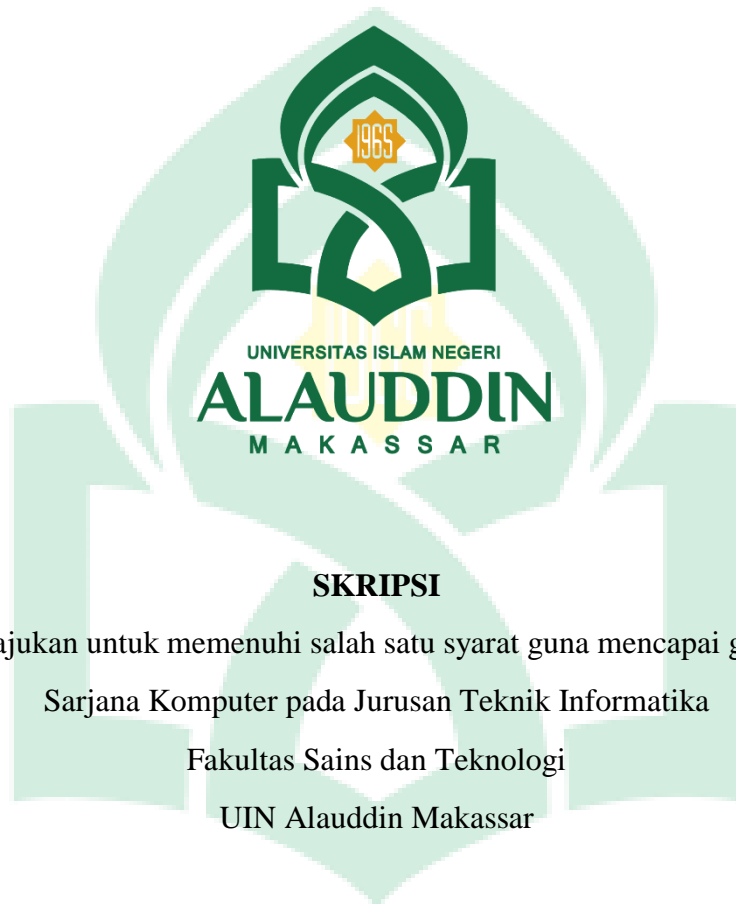 1965
UNIVERSITAS ISLAM NEGERI
ALAUDDIN
MAKASSAR
SKRIPSI
ajukan untuk memenuhi salah satu syarat guna mencapai g
Sarjana Komputer pada Jurusan Teknik Informatika
Fakultas Sains dan Teknologi
UIN Alauddin Makassar